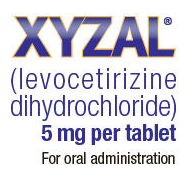 XYZAL®
(levocetirizine
dihydrochloride)
5 mg per tablet
For oral administration